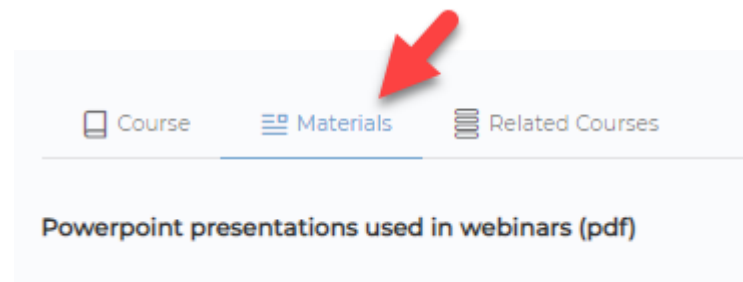 Course Materials Related Courses
Powerpoint presentations used in webinars (pdf)